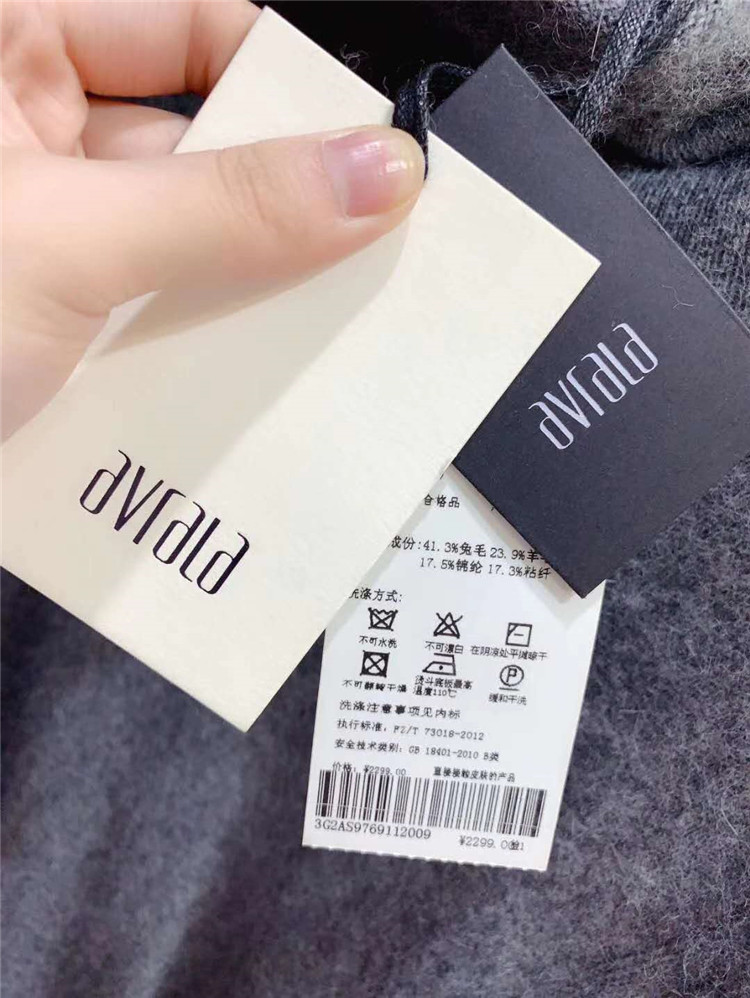 avrala
avrala
合格品
成份:41.3%兔毛 23.9%羊
17.5%锦纶 17.3%粘纤
洗涤方式:
不可水洗
不可漂白
在阴凉处平摊晾干
不可翻转干燥
熨斗底板最高
温度110℃
P
缓和干洗
洗涤注意事项见内标
执行标准: FZ/T 73018-2012
安全技术类别: GB 18401-2010 B类
价格: ¥2299.00
直接接触皮肤的产品
3G2AS9769112009
¥2299.00